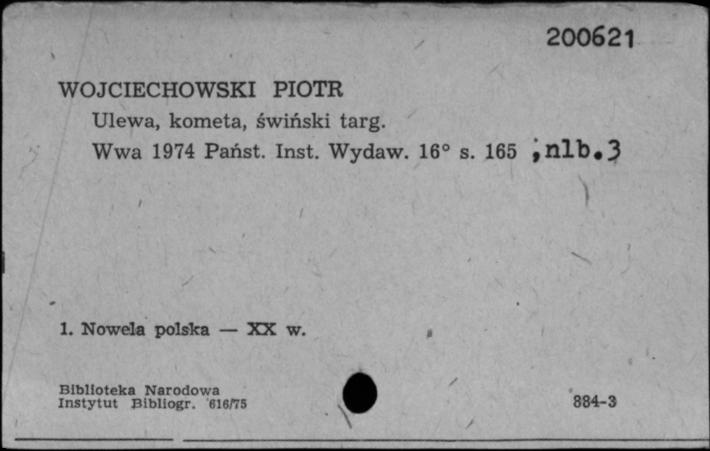 200621
WOJCIECHOWSKI PIOTR
Ulewa, kometa, świński targ.
Wwa 1974 Państ. Inst. Wydaw. 16° s. 165 ;nlb.3
1. Nowela polska — XX w.
Biblioteka Narodowa
Instytut Bibliogr. 616/75
884-3